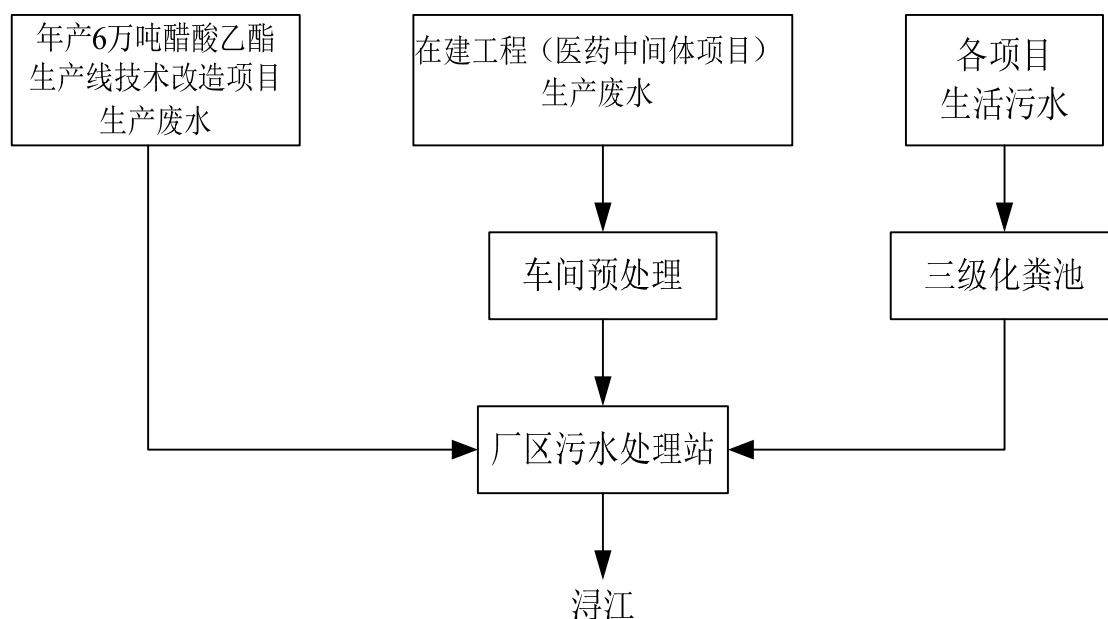 年产6万吨醋酸乙酯
生产线技术改造项目
生产废水
在建工程（医药中间体项目）
生产废水
各项目
生活污水
车间预处理
三级化粪池
厂区污水处理站
浔江